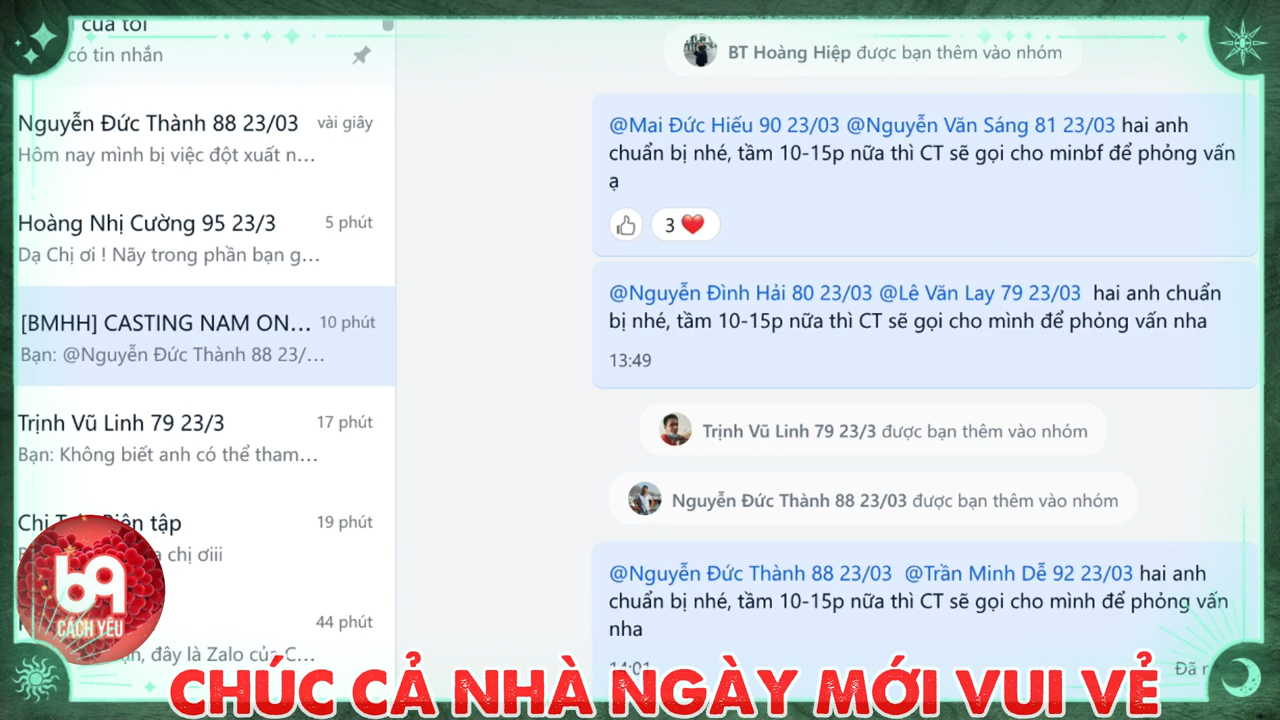 của tôi
có tin nhắn
Nguyễn Đức Thành 88 23/03 vài giây
Hôm nay mình bị việc đột xuất n...
Hoàng Nhị Cường 95 23/3 5 phút
Dạ Chị ơi ! Nãy trong phần bạn g...
[BMHH] CASTING NAM ON... 10 phút
Bạn: @Nguyễn Đức Thành 88 23/...
Trịnh Vũ Linh 79 23/3 17 phút
Bạn: Không biết anh có thể tham...
Chị Biên tập 19 phút
chị ơiii
44 phút
đây là Zalo của C...
BT Hoàng Hiệp được bạn thêm vào nhóm
@Mai Đức Hiếu 90 23/03 @Nguyễn Văn Sáng 81 23/03 hai anh
chuẩn bị nhé, tầm 10-15p nữa thì CT sẽ gọi cho minbf để phỏng vấn
ạ
3
@Nguyễn Đình Hải 80 23/03 @Lê Văn Lay 79 23/03 hai anh chuẩn
bị nhé, tầm 10-15p nữa thì CT sẽ gọi cho mình để phỏng vấn nha
13:49
Trịnh Vũ Linh 79 23/3 được bạn thêm vào nhóm
Nguyễn Đức Thành 88 23/03 được bạn thêm vào nhóm
@Nguyễn Đức Thành 88 23/03 @Trần Minh Dễ 92 23/03 hai anh
chuẩn bị nhé, tầm 10-15p nữa thì CT sẽ gọi cho mình để phỏng vấn
nha
14:01 Đã
b9
CÁCH YÊU
CHÚC CẢ NHÀ NGÀY MỚI VUI VẺ